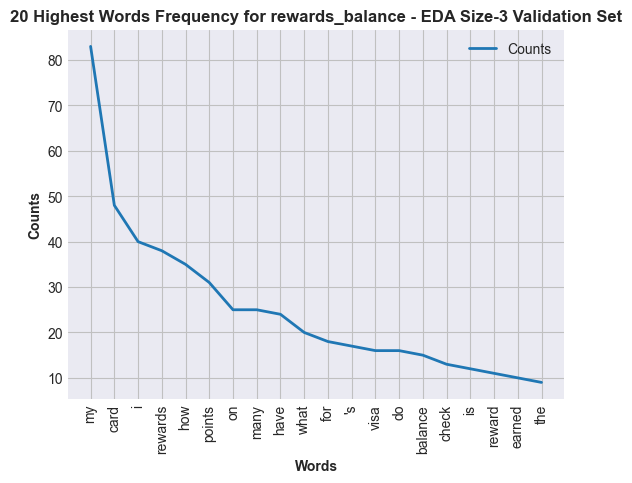 20 Highest Words Frequency for rewards_balance - EDA Size-3 Validation Set
Counts
Counts
80
70
60
50
40
30
20
10
my
card
i
rewards
how
points
on
many
have
what
for
's
visa
do
balance
check
is
reward
earned
the
Words